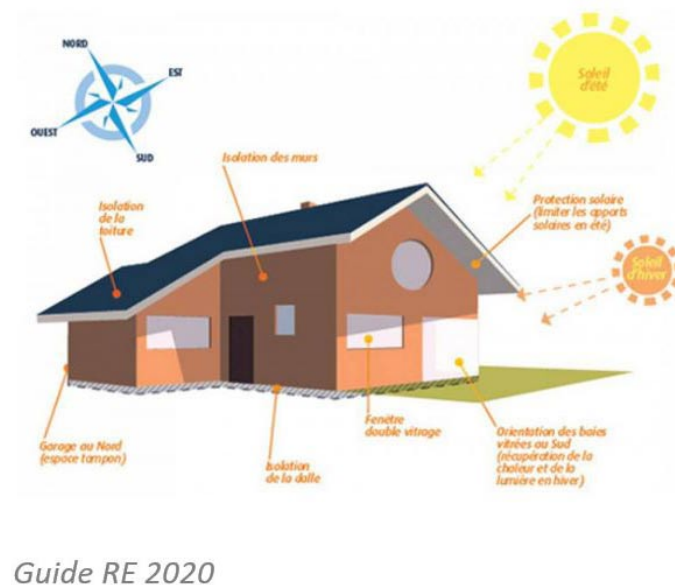 NORD
EST
OUEST
SUD
Soleil
d'été
Isolation des murs
Isolation
de la
toiture
Protection solaire
(limiter les apports
solaires en été)
Soleil
d'hiver
Garage au Nord
(espace tampon)
Isolation
de la dalle
Fenêtre
double vitrage
Orientation des baies
vitrées au Sud
(récupération de la
chaleur et de la
lumière en hiver)
Guide RE 2020